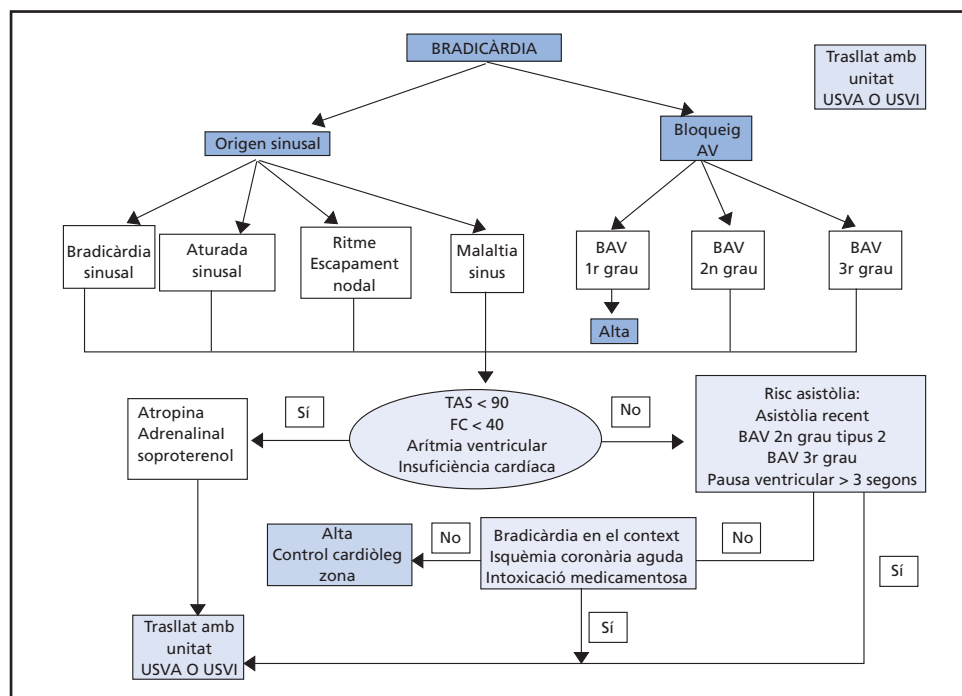 BRADICÀRDIA
Trasllat amb
unitat
USVA O USVI
Origen sinusal
Bloqueig
AV
Bradicàrdia
sinusal
Aturada
sinusal
Ritme
Escapament
nodal
Malaltia
sinus
BAV
1r grau
BAV
2n grau
BAV
3r grau
Alta
TAS < 90
FC < 40
Arítmia ventricular
Insuficiència cardíaca
Sí
No
Atropina
Adrenalinal
soproterenol
Risc asistòlia:
Asistòlia recent
BAV 2n grau tipus 2
BAV 3r grau
Pausa ventricular > 3 segons
Alta
Control cardiòleg
zona
No
Bradicàrdia en el context
Isquèmia coronària aguda
Intoxicació medicamentosa
No
Sí
Sí
Trasllat amb
unitat
USVA O USVI